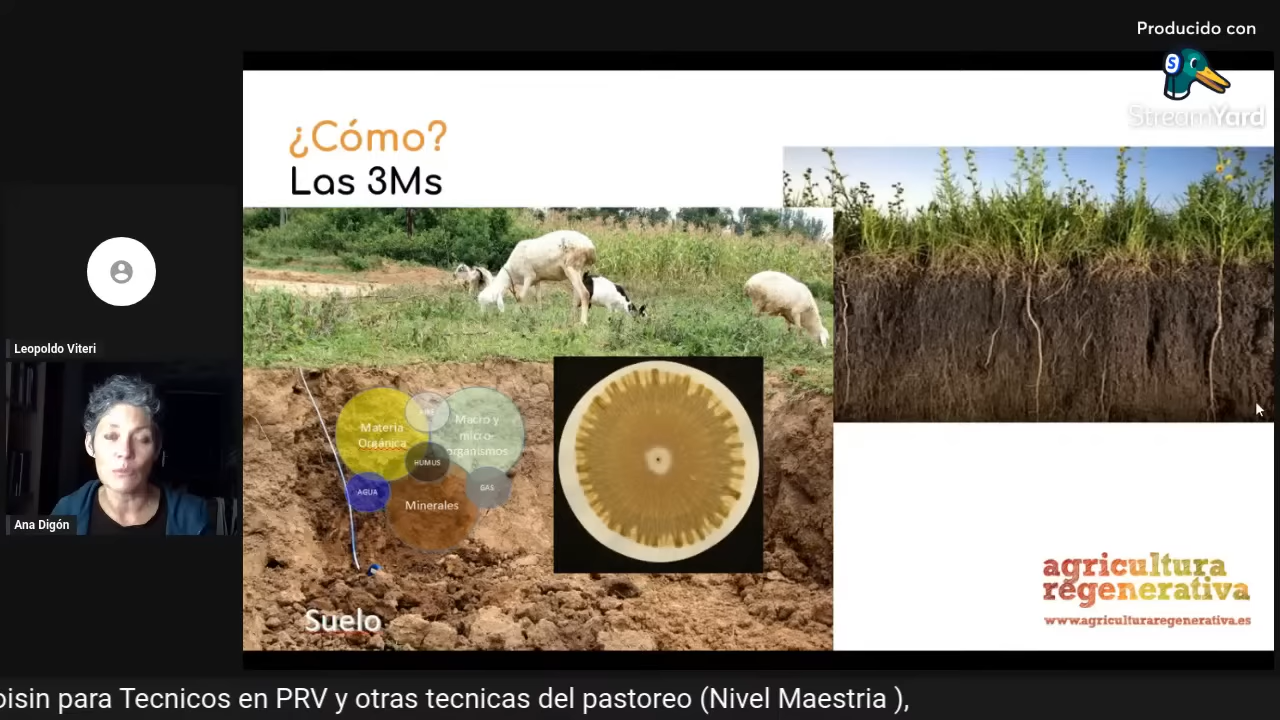 Producido con
StreamYard
¿Cómo?
Las 3Ms
Leopoldo Viteri
Ana Digón
Materia
Orgánica
AIRE
Macro y
micro-
organismos
HUMUS
AGUA
GAS
Minerales
Suelo
agricultura
regenerativa
www.agriculturaregenerativa.es
oisin para Tecnicos en PRV y otras tecnicas del pastoreo (Nivel Maestria ),